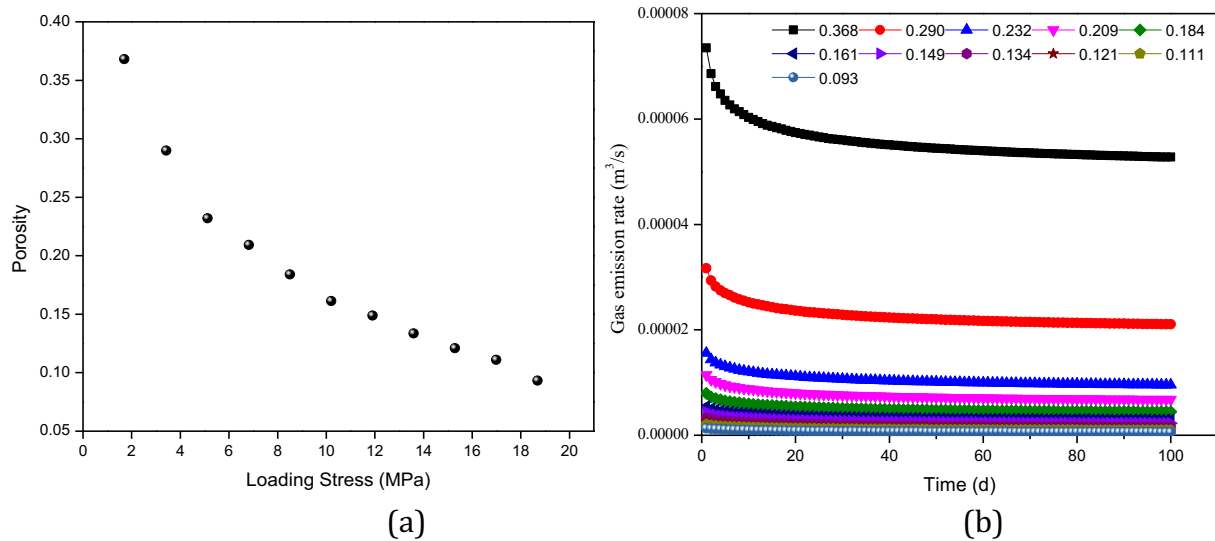 0.40
0.35
0.30
0.25
0.20
0.15
0.10
0.05
Porosity
0 2 4 6 8 10 12 14 16 18 20
Loading Stress (MPa)
(a)
0.00008
0.00006
0.00004
0.00002
0.00000
Gas emission rate (m³/s)
0.368 0.290 0.232 0.209 0.184
0.161 0.149 0.134 0.121 0.111
0.093
0 20 40 60 80 100
Time (d)
(b)